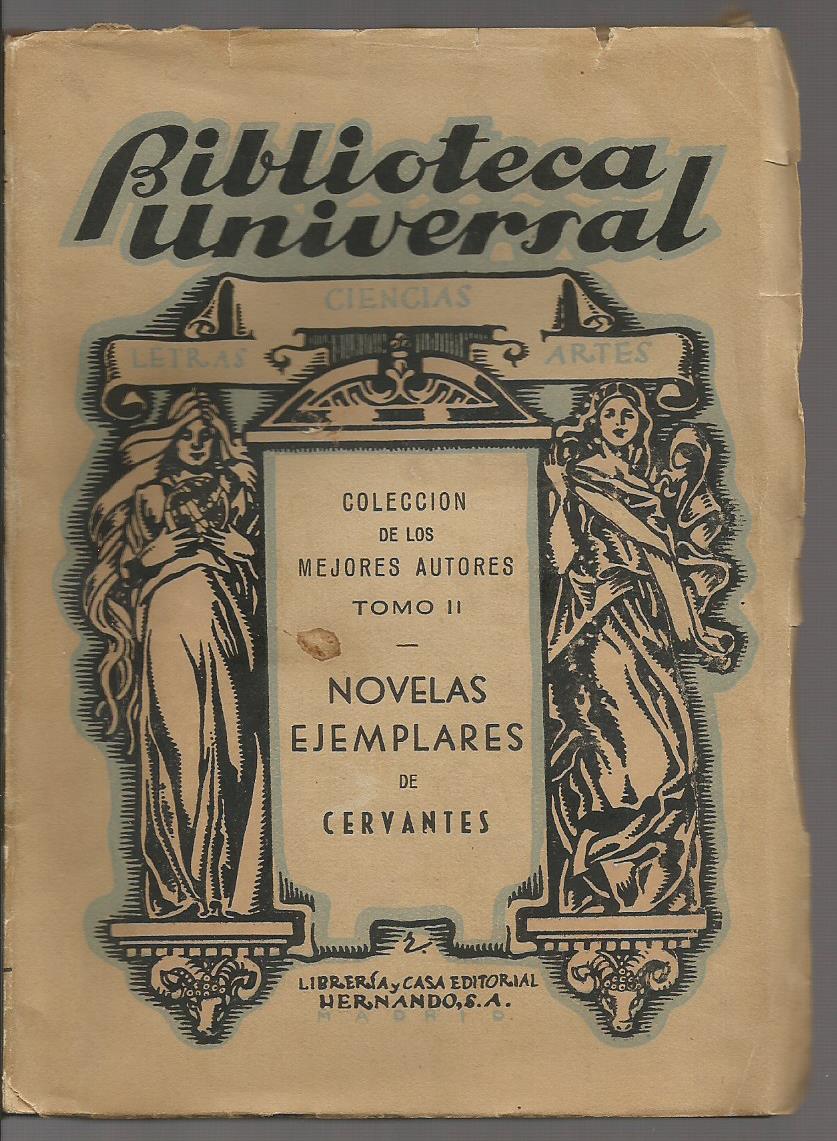 Biblioteca
Universal
CIENCIAS
LETRAS ARTES
COLECCION
DE LOS
MEJORES AUTORES
TOMO II
—
NOVELAS
EJEMPLARES
DE
CERVANTES
r.
LIBRERÍA y CASA EDITORIAL
HERNANDO, S.A.
MADRID